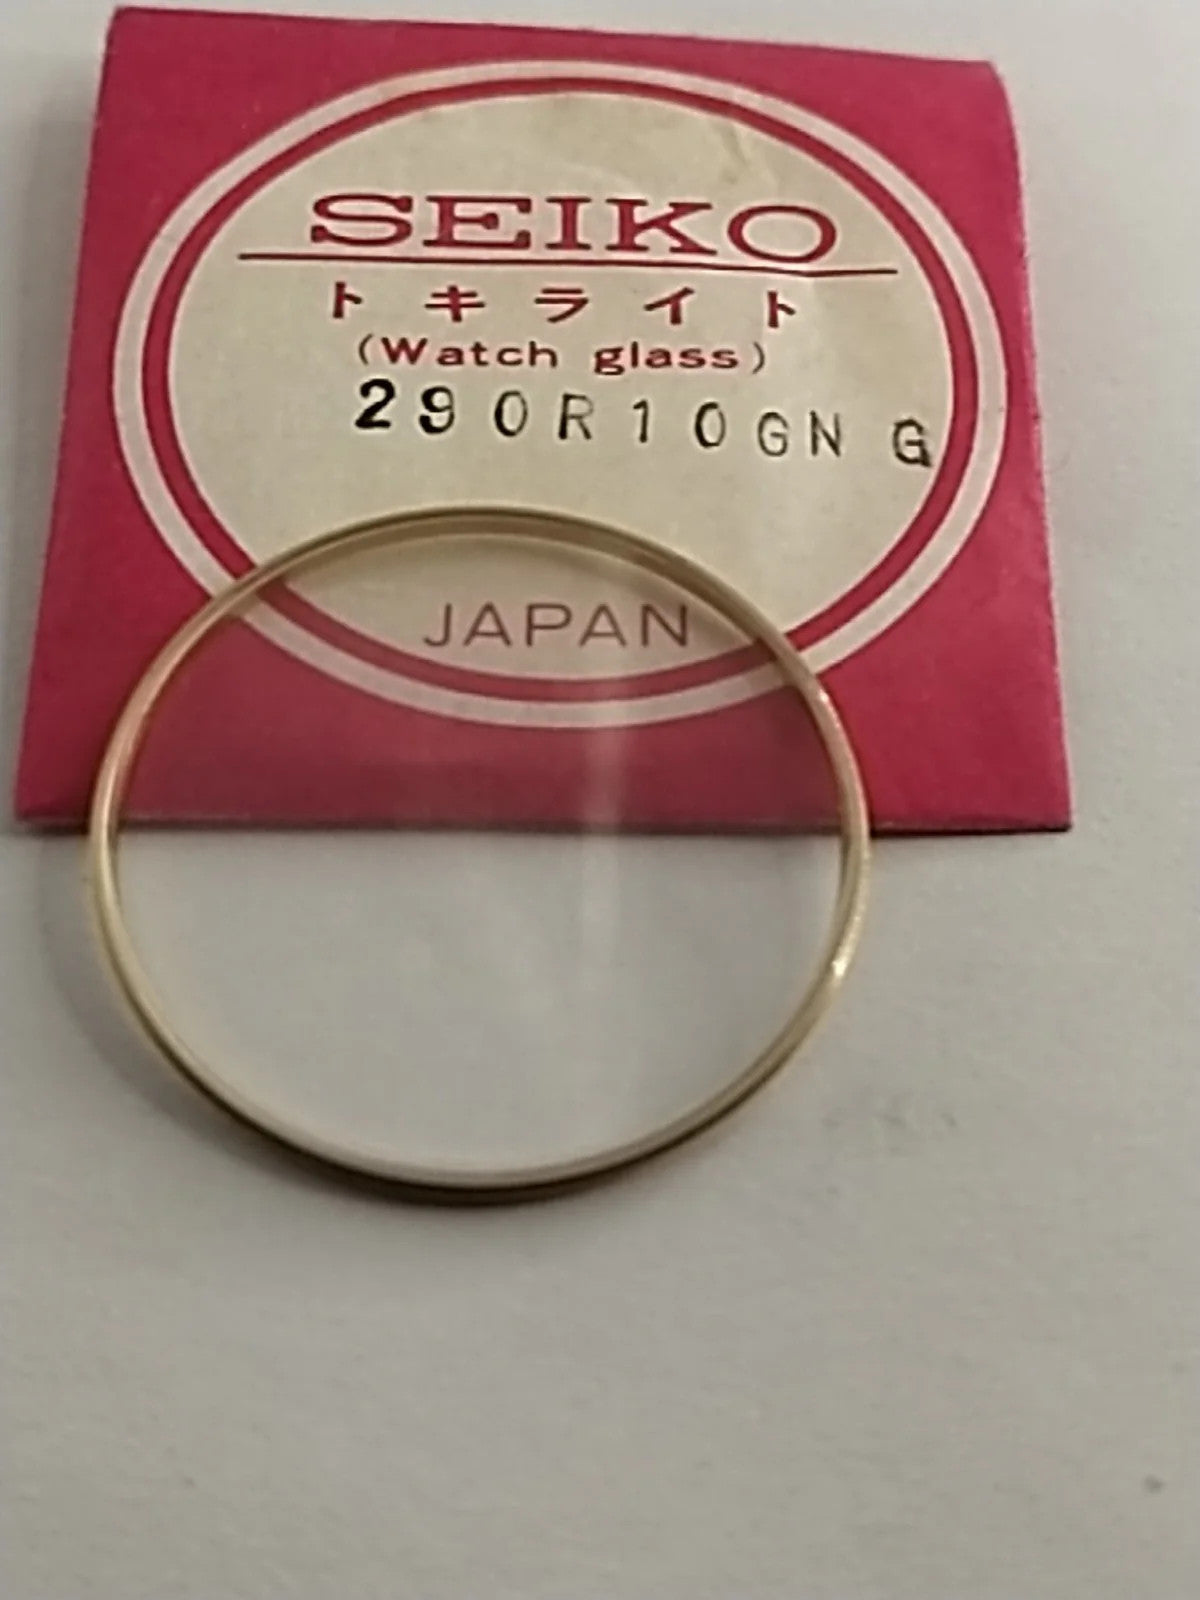 SEIKO
トキライト
(Watch glass)
290R10GN G
JAPAN